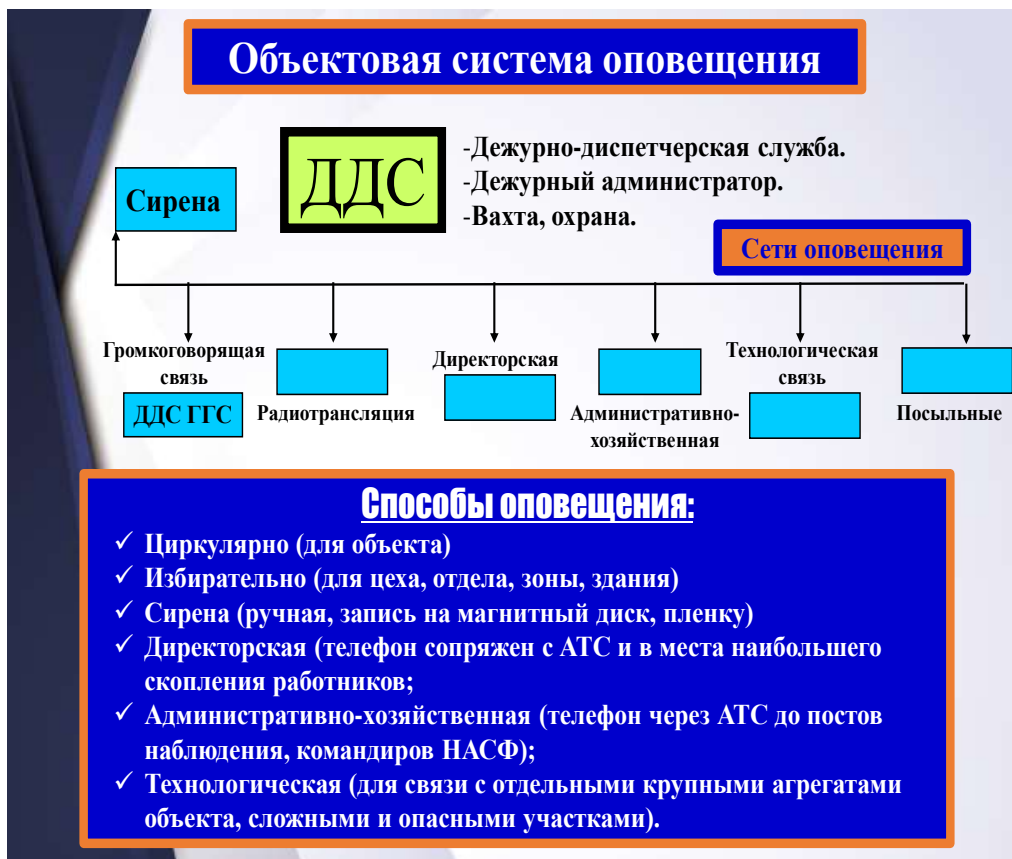 Объектовая система оповещения
Сирена
ДДС
-Дежурно-диспетчерская служба.
-Дежурный администратор.
-Вахта, охрана.
Сети оповещения
Громкоговорящая
связь
ДДС ГГС
Радиотрансляция
Директорская
Административно-
хозяйственная
Технологическая
связь
Посыльные
Способы оповещения:
✓ Циркулярно (для объекта)
✓ Избирательно (для цеха, отдела, зоны, здания)
✓ Сирена (ручная, запись на магнитный диск, пленку)
✓ Директорская (телефон сопряжен с АТС и в места наибольшего
скопления работников;
✓ Административно-хозяйственная (телефон через АТС до постов
наблюдения, командиров НАСФ);
✓ Технологическая (для связи с отдельными крупными агрегатами
объекта, сложными и опасными участками).